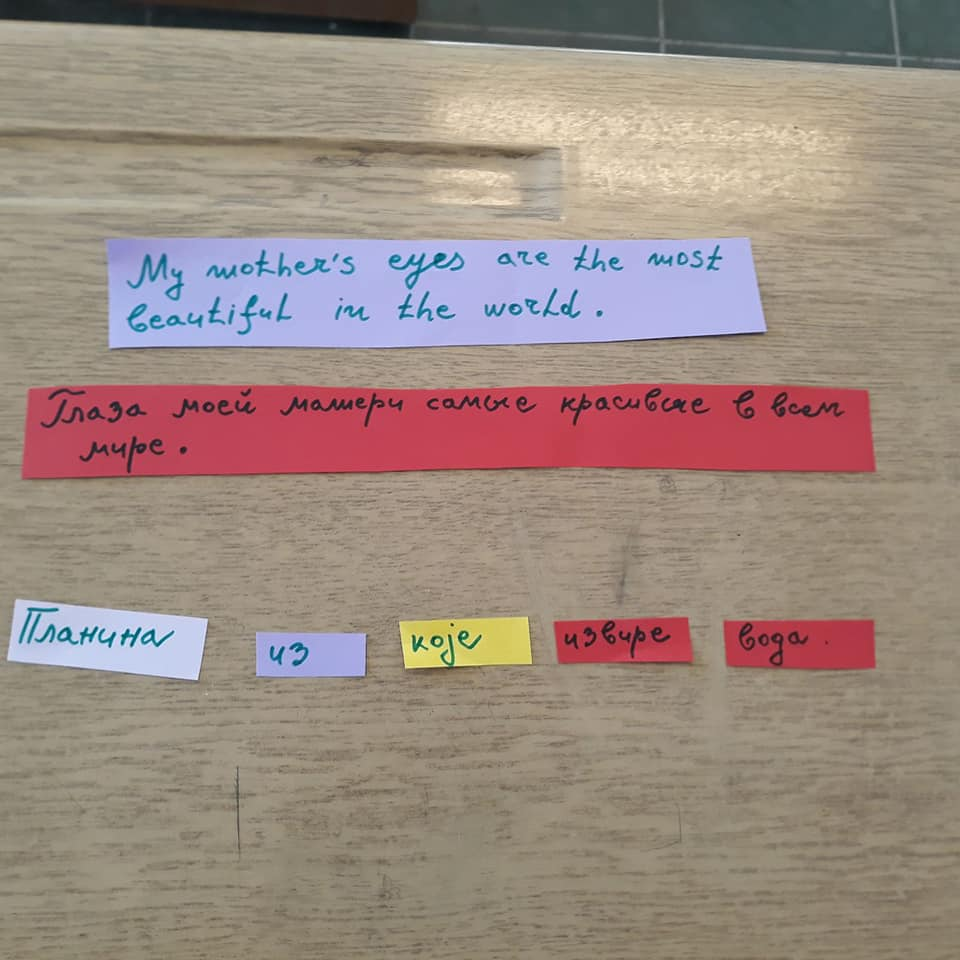 My mother's eyes are the most
beautiful in the world.
Глаза моей матери самые красивые в всем
мире.
Планина из које извире вода.